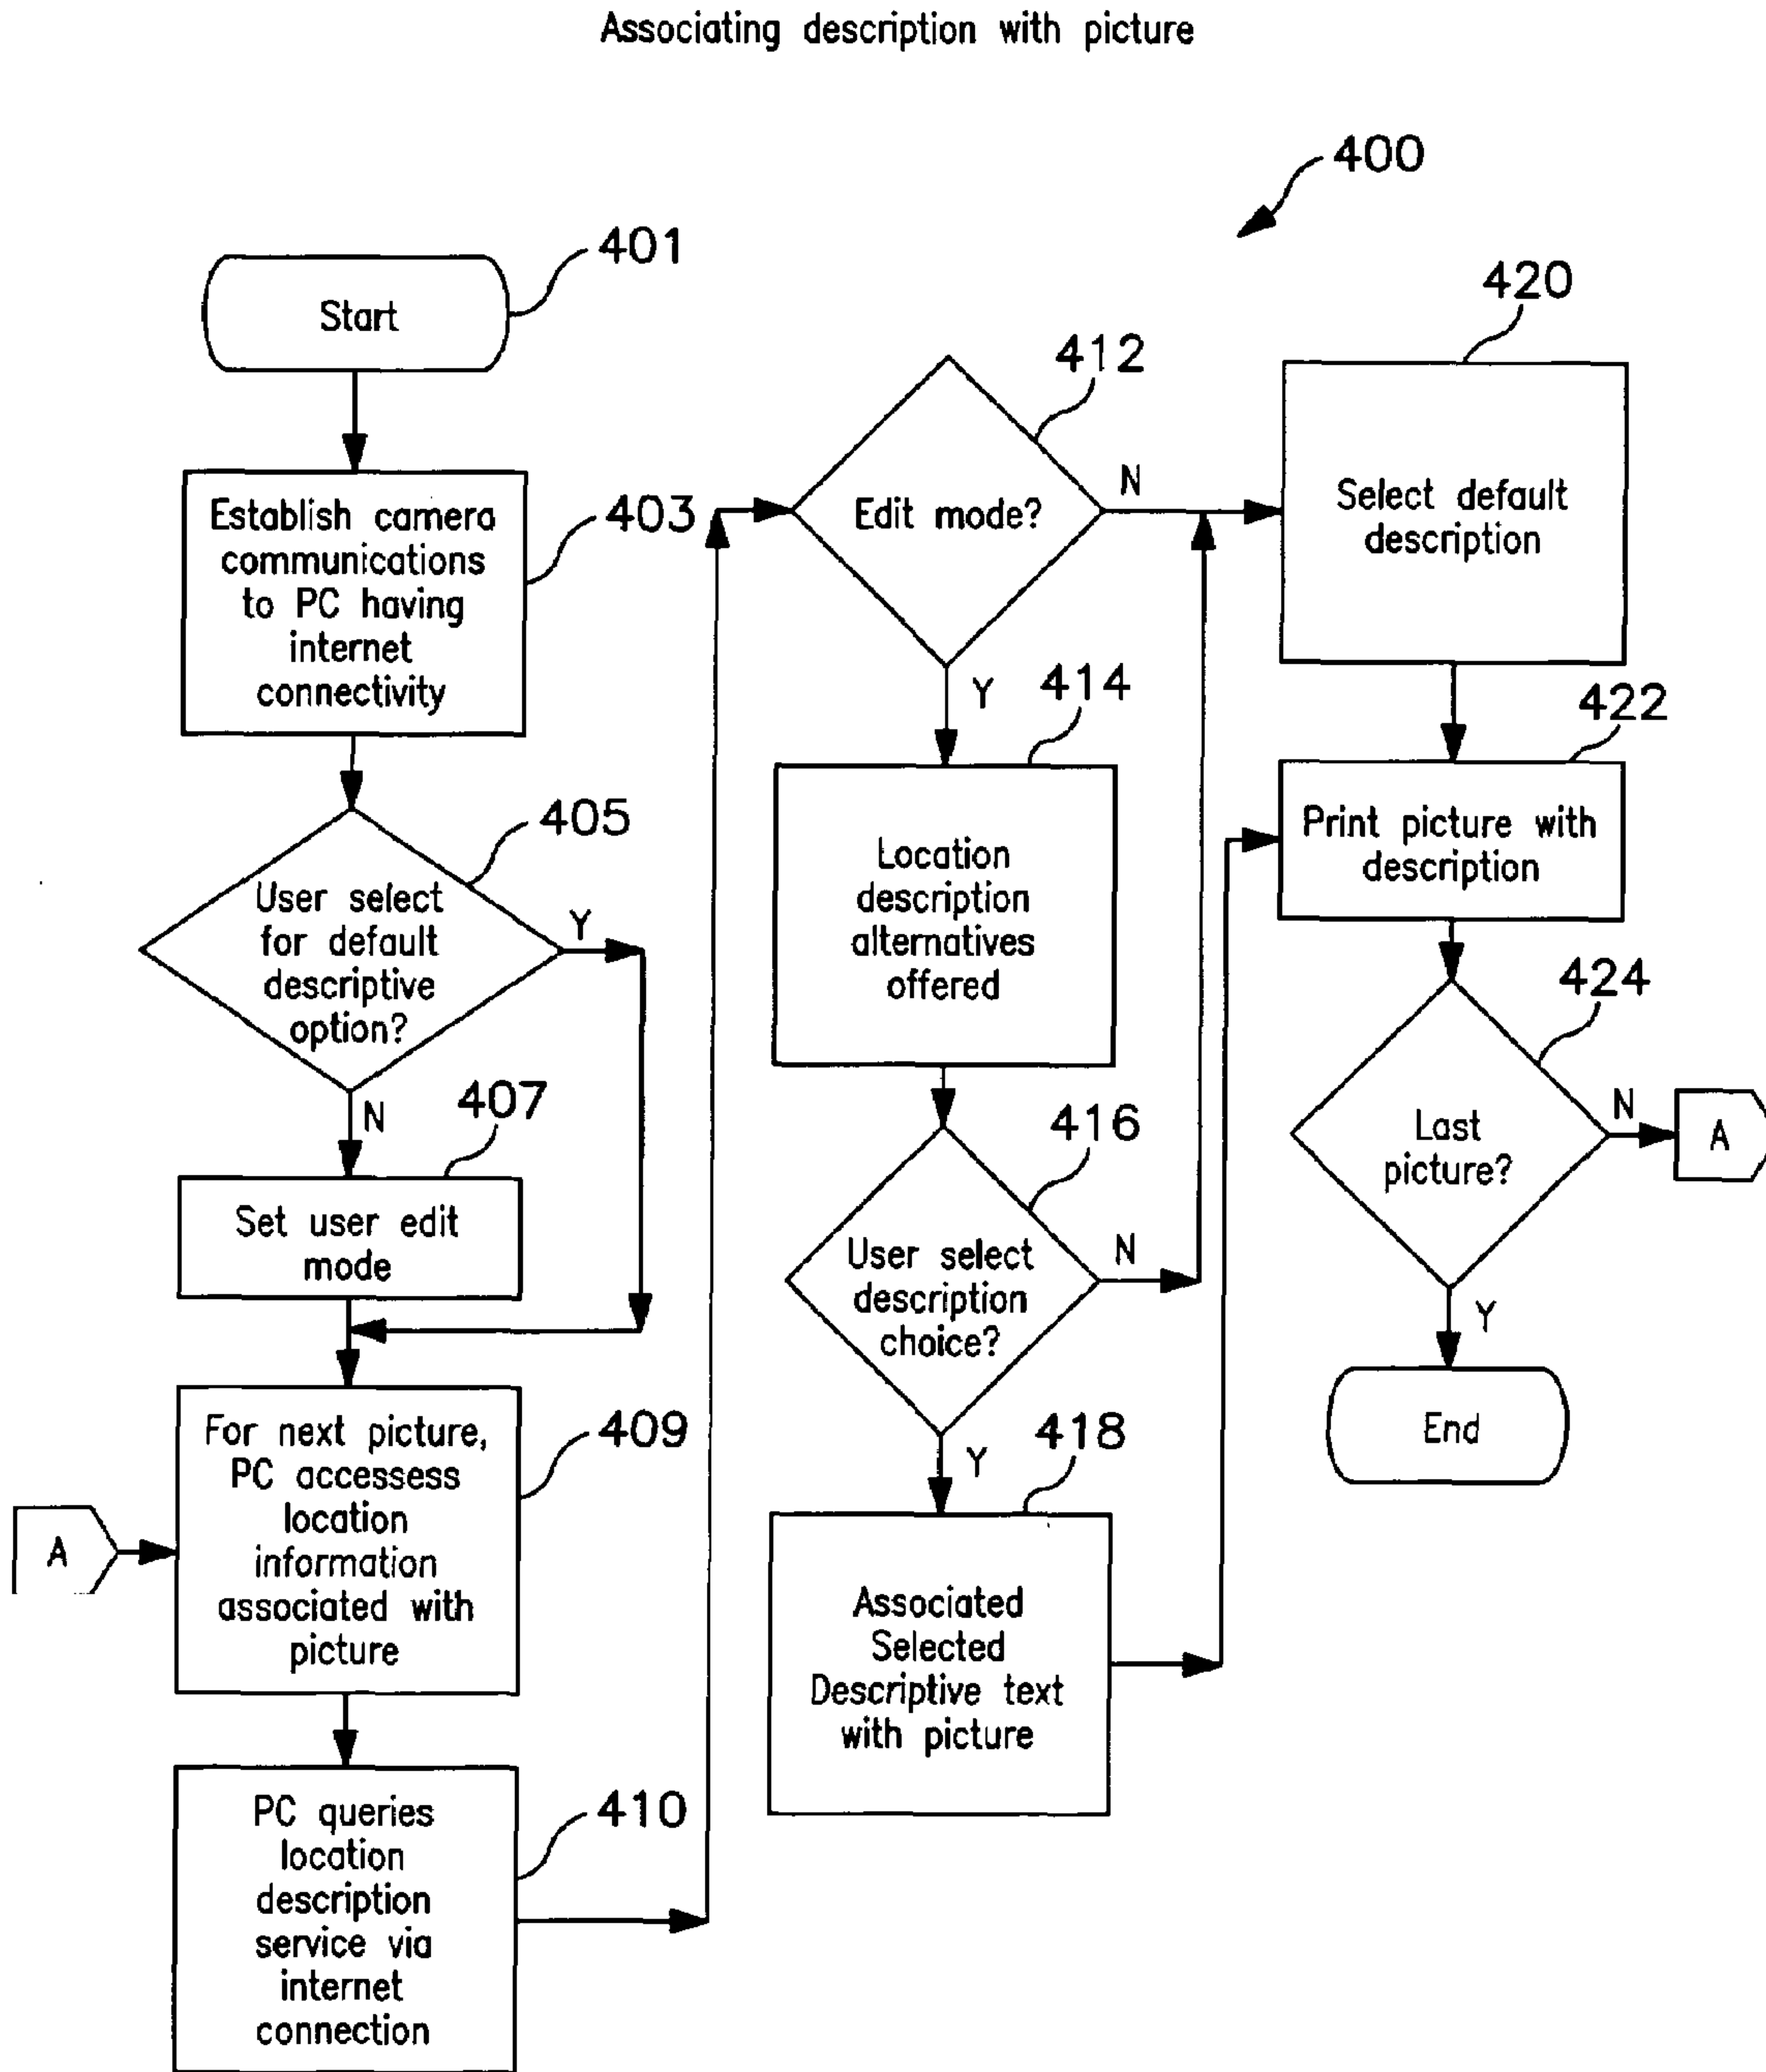 Associating description with picture
400
401
Start
Establish camera
communications
to PC having
internet
connectivity
403
405
User select
for default
descriptive
option?
Y
N
407
Set user edit
mode
For next picture,
PC accessess
location
information
associated with
picture
409
A
PC queries
location
description
service via
internet
connection
410
412
Edit mode?
N
Y
414
Location
description
alternatives
offered
416
User select
description
choice?
N
Y
418
Associated
Selected
Descriptive text
with picture
420
Select default
description
422
Print picture with
description
424
Last
picture?
N
A
Y
End